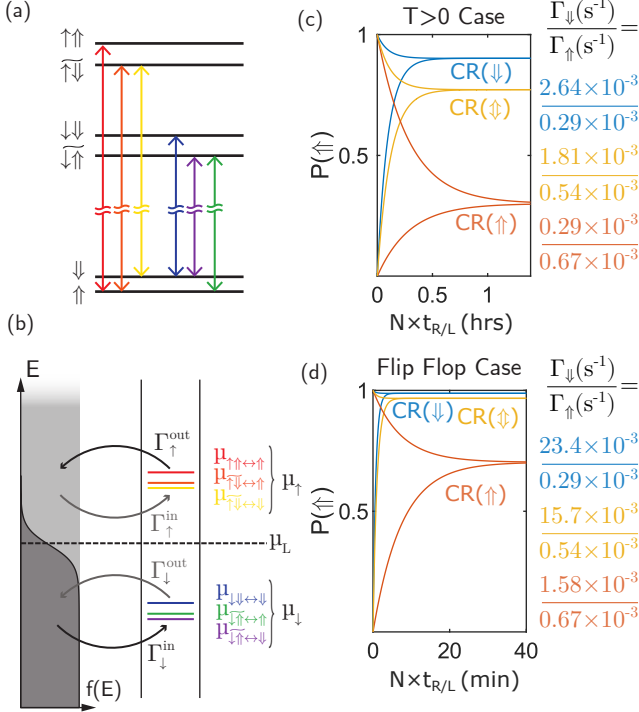 (a)
⇑⇑
↑⇓
↓⇓
↓⇑
⇓
⇑
(b)
E
Γ↑^out
Γ↑^in
Γ↓^out
Γ↓^in
µ↑⇑↔⇑
µ↑⇓↔⇑
µ↑⇓↔⇓
µ↑
µ_L
µ↓⇓↔⇓
µ↓⇑↔⇑
µ↓⇑↔⇓
µ↓
f(E)
(c)
T>0 Case
1
0.5
P(⇑)
CR(⇓)
CR(⇕)
CR(⇑)
0
0.5
1
N×t_R/L (hrs)
Γ⇓(s⁻¹)
Γ⇑(s⁻¹)
=
2.64×10⁻³
0.29×10⁻³
1.81×10⁻³
0.54×10⁻³
0.29×10⁻³
0.67×10⁻³
(d)
Flip Flop Case
1
0.5
P(⇑)
CR(⇓)
CR(⇕)
CR(⇑)
0
20
40
N×t_R/L (min)
Γ⇓(s⁻¹)
Γ⇑(s⁻¹)
=
23.4×10⁻³
0.29×10⁻³
15.7×10⁻³
0.54×10⁻³
1.58×10⁻³
0.67×10⁻³